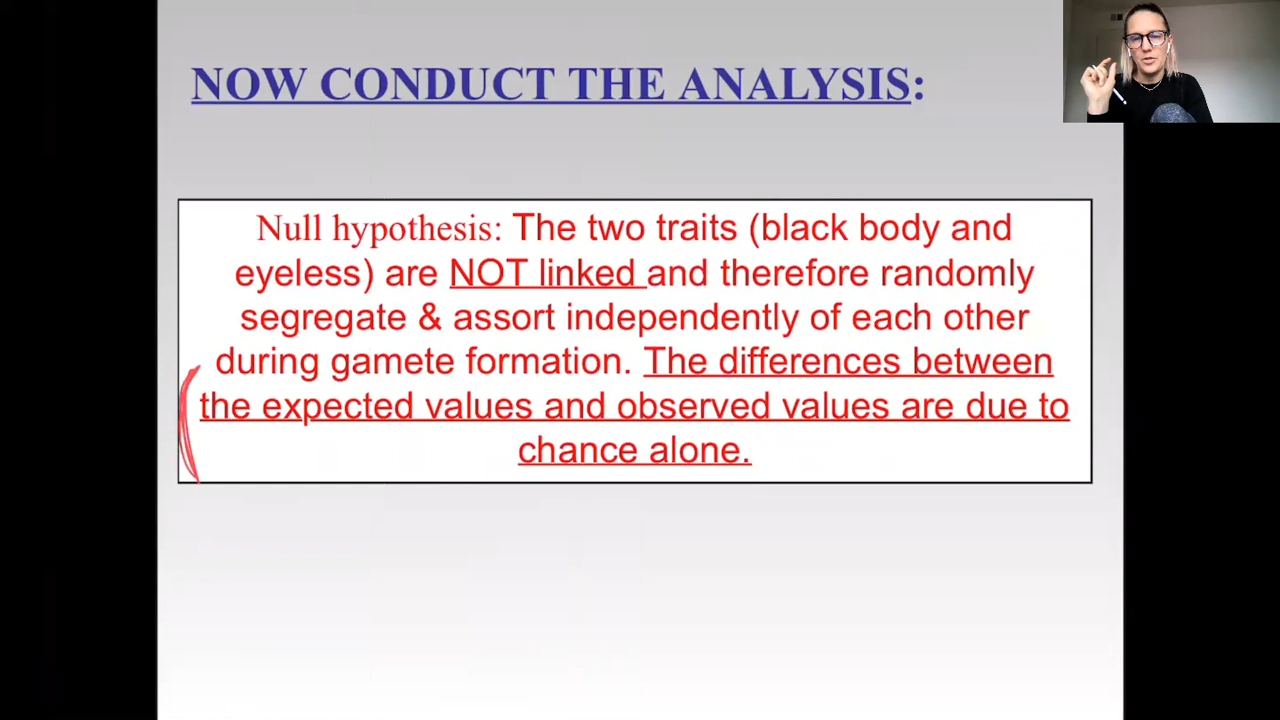 NOW CONDUCT THE ANALYSIS:
Null hypothesis: The two traits (black body and
eyeless) are NOT linked and therefore randomly
segregate & assort independently of each other
during gamete formation. The differences between
the expected values and observed values are due to
chance alone.